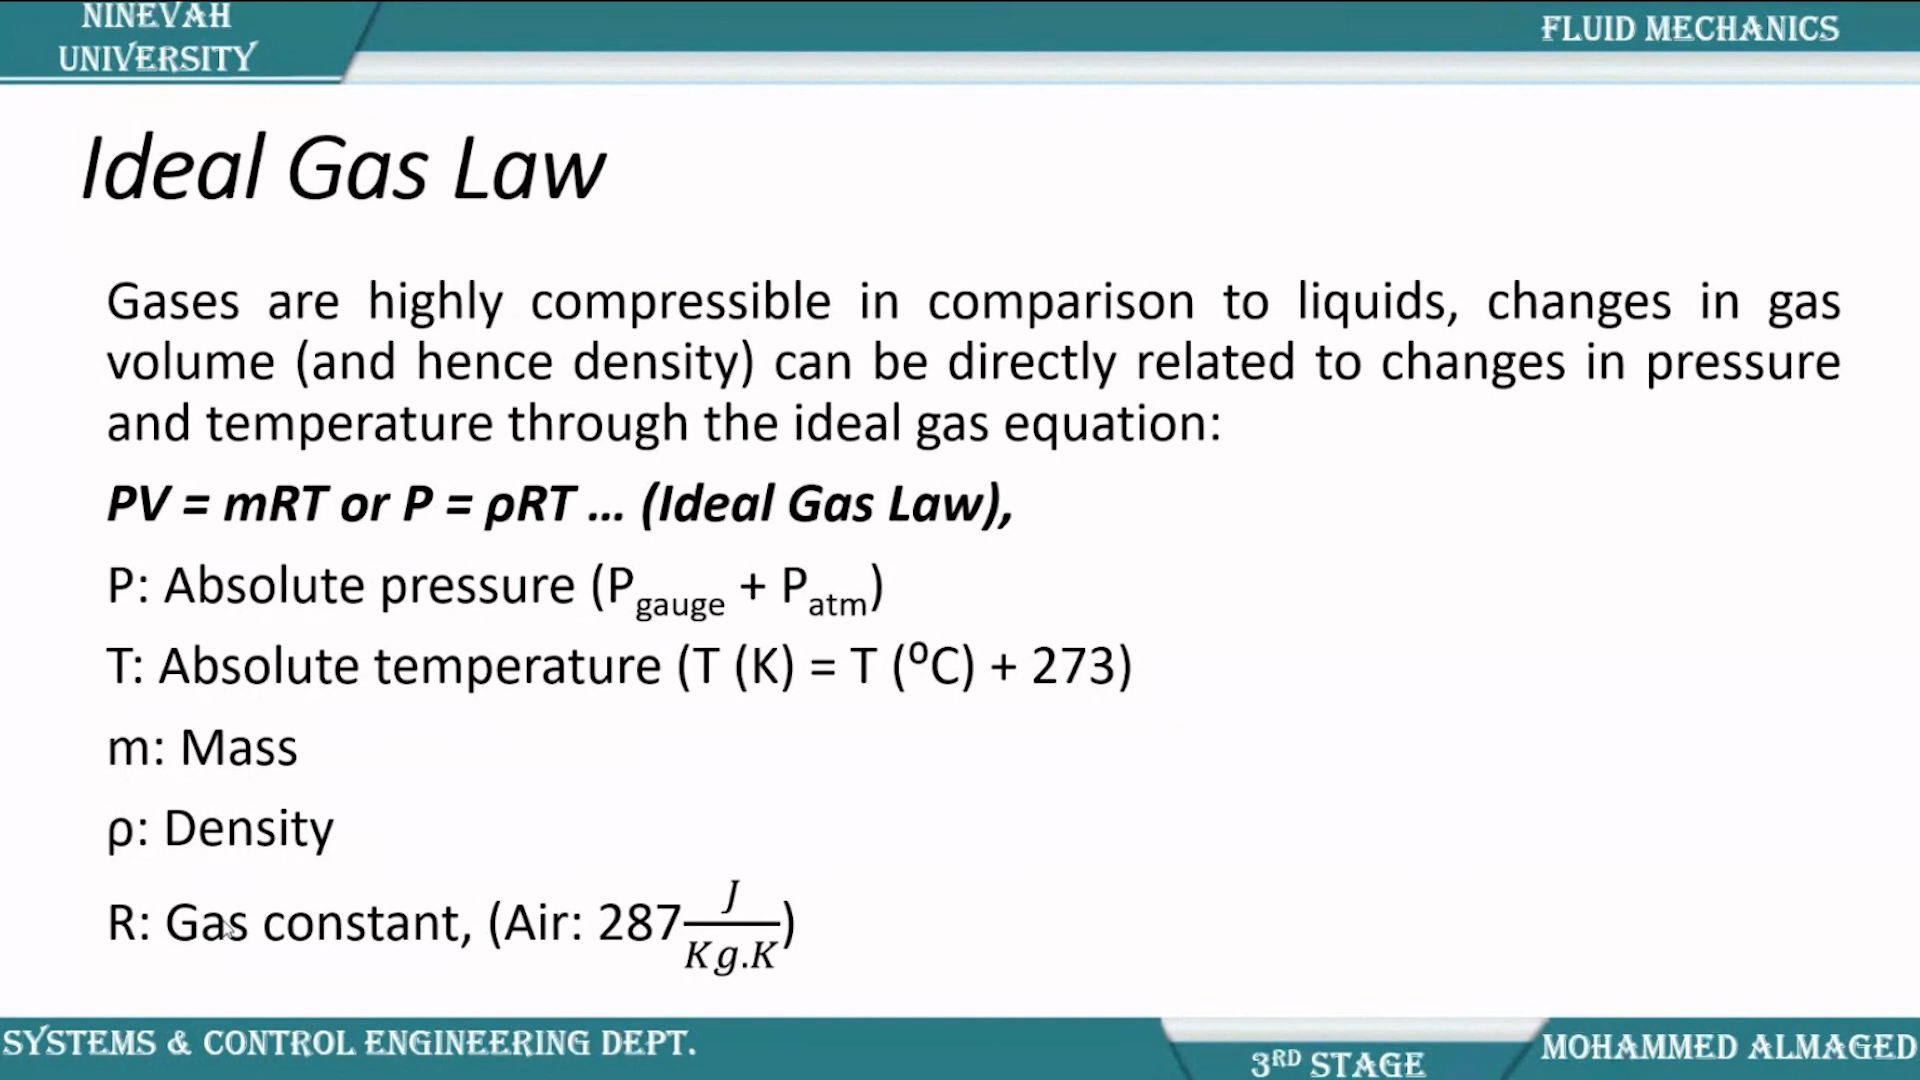 NINEVAH
UNIVERSITY
FLUID MECHANICS
Ideal Gas Law
Gases are highly compressible in comparison to liquids, changes in gas
volume (and hence density) can be directly related to changes in pressure
and temperature through the ideal gas equation:
PV = mRT or P = ρRT ... (Ideal Gas Law),
P: Absolute pressure (P_gauge + P_atm)
T: Absolute temperature (T (K) = T (⁰C) + 273)
m: Mass
ρ: Density
R: Gas constant, (Air: 287 J/Kg.K)
SYSTEMS & CONTROL ENGINEERING DEPT.
3RD STAGE
MOHAMMED ALMAGED